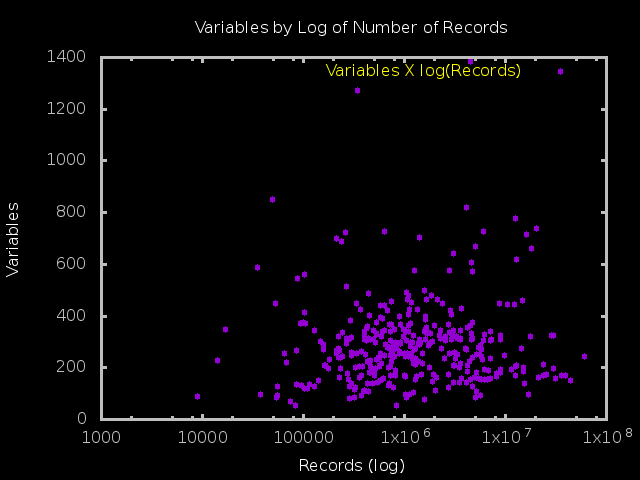 Variables by Log of Number of Records
1400
Variables X log(Records)
1200
1000
800
Variables
600
400
200
0
1000 10000 100000 1x10^6 1x10^7 1x10^8
Records (log)